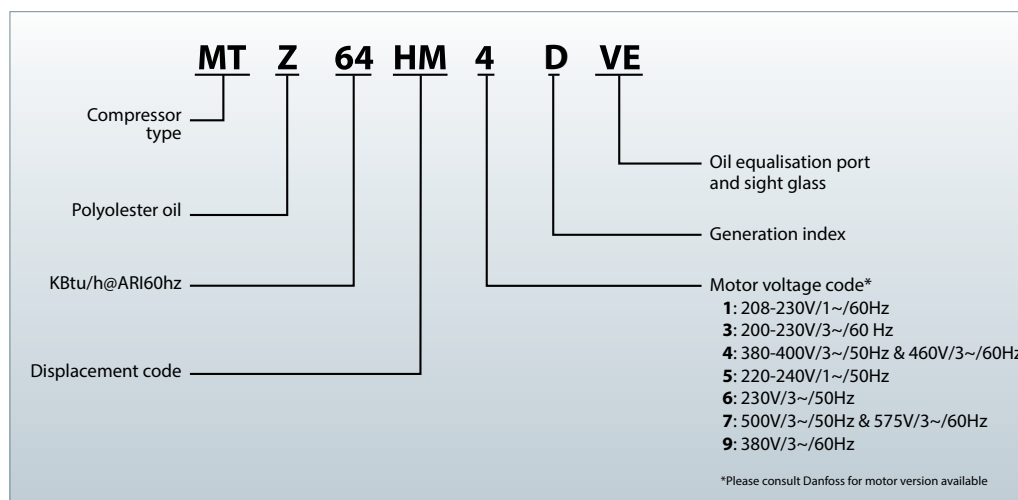 MT Z 64 HM 4 D VE
Compressor
type
Polyolester oil
KBtu/h@ARI60hz
Displacement code
Oil equalisation port
and sight glass
Generation index
Motor voltage code*
1: 208-230V/1~/60Hz
3: 200-230V/3~/60 Hz
4: 380-400V/3~/50Hz & 460V/3~/60Hz
5: 220-240V/1~/50Hz
6: 230V/3~/50Hz
7: 500V/3~/50Hz & 575V/3~/60Hz
9: 380V/3~/60Hz
*Please consult Danfoss for motor version available